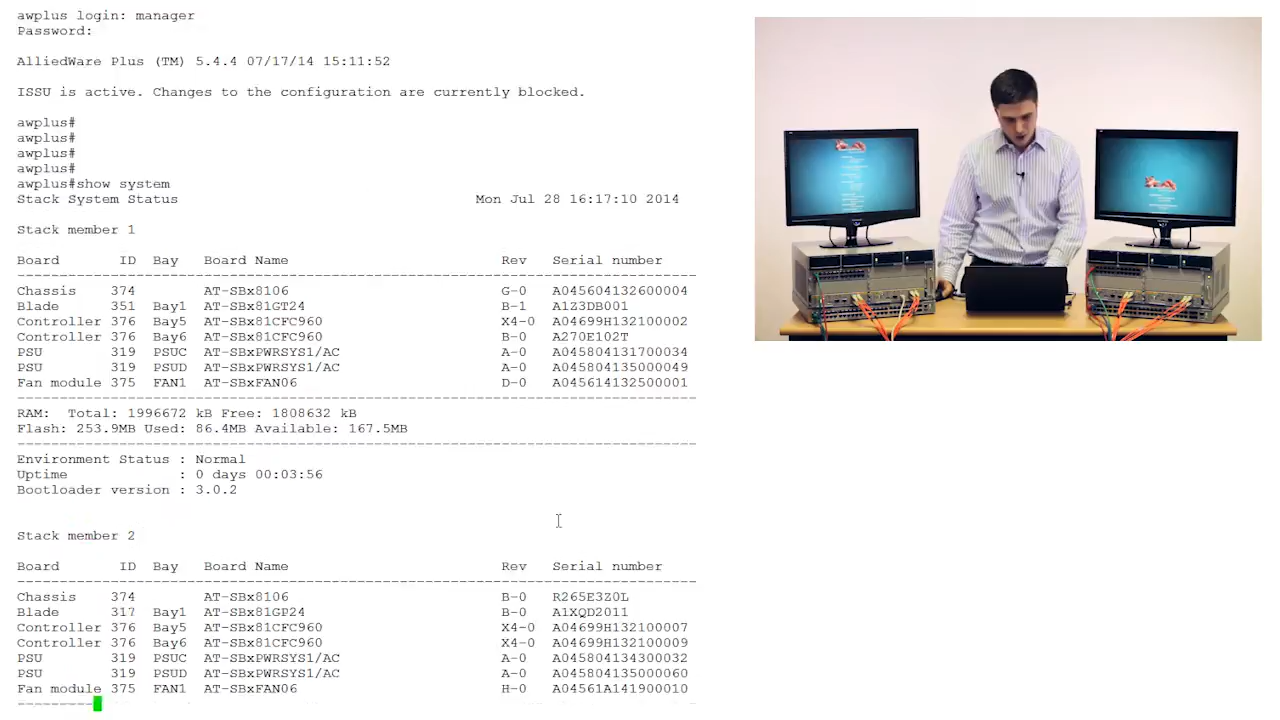 awplus login: manager
Password:
AlliedWare Plus (TM) 5.4.4 07/17/14 15:11:52
ISSU is active. Changes to the configuration are currently blocked.
awplus#
awplus#
awplus#
awplus#
awplus#show system
Stack System Status Mon Jul 28 16:17:10 2014
Stack member 1
Board ID Bay Board Name Rev Serial number
--------------------------------------------------------------------------------
Chassis 374 AT-SBx8106 G-0 A045604132600004
Blade 351 Bay1 AT-SBx81GT24 B-1 A1Z3DB001
Controller 376 Bay5 AT-SBx81CFC960 X4-0 A04699H132100002
Controller 376 Bay6 AT-SBx81CFC960 B-0 A270E102T
PSU 319 PSUC AT-SBxPWRSYS1/AC A-0 A045804131700034
PSU 319 PSUD AT-SBxPWRSYS1/AC A-0 A045804135000049
Fan module 375 FAN1 AT-SBxFAN06 D-0 A045614132500001
--------------------------------------------------------------------------------
RAM: Total: 1996672 kB Free: 1808632 kB
Flash: 253.9MB Used: 86.4MB Available: 167.5MB
--------------------------------------------------------------------------------
Environment Status : Normal
Uptime : 0 days 00:03:56
Bootloader version : 3.0.2
Stack member 2
Board ID Bay Board Name Rev Serial number
--------------------------------------------------------------------------------
Chassis 374 AT-SBx8106 B-0 R265E3Z0L
Blade 317 Bay1 AT-SBx81GP24 B-0 A1XQD2011
Controller 376 Bay5 AT-SBx81CFC960 X4-0 A04699H132100007
Controller 376 Bay6 AT-SBx81CFC960 X4-0 A04699H132100009
PSU 319 PSUC AT-SBxPWRSYS1/AC A-0 A045804134300032
PSU 319 PSUD AT-SBxPWRSYS1/AC A-0 A045804135000060
Fan module 375 FAN1 AT-SBxFAN06 H-0 A04561A141900010
---------